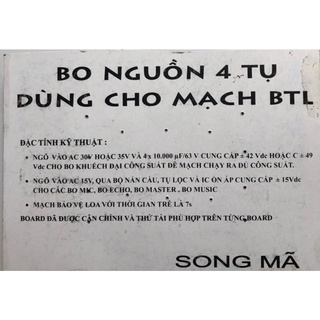 BO NGUỒN 4 TỤ
DÙNG CHO MẠCH BTL
ĐẶC TÍNH KỸ THUẬT :
NGÕ VÀO AC 30V HOẶC 35V VÀ 4 x 10.000 µF/63 V CUNG CẤP ± 42 Vdc HOẶC C ± 49
Vdc CHO BO KHUẾCH ĐẠI CÔNG SUẤT ĐỂ MẠCH CHẠY RA DÙ CÔNG SUẤT.
NGÕ VÀO AC 15V, QUA BỘ NẮN CẦU, TỤ LỌC VÀ IC ỔN ÁP CUNG CẤP ± 15Vdc
CHO CÁC BO MIC, BO ECHO, BO MASTER , BO MUSIC
MẠCH BẢO VỆ LOA VỚI THỜI GIAN TRỄ LÀ 7s
BOARD ĐÃ ĐƯỢC CÂN CHỈNH VÀ THỬ TẢI PHÙ HỢP TRÊN TỪNG BOARD
SONG MÃ